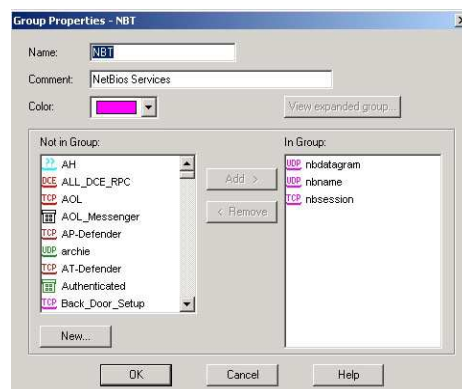 Group Properties - NBT
Name: NBT
Comment: NetBios Services
Color:
View expanded group...
Not in Group:
AH
DCE ALL_DCE_RPC
TCP AOL
AOL_Messenger
TCP AP-Defender
UDP archie
TCP AT-Defender
Authenticated
TCP Back_Door_Setup
Add >
< Remove
In Group:
UDP nbdatagram
UDP nbname
TCP nbsession
New...
OK
Cancel
Help